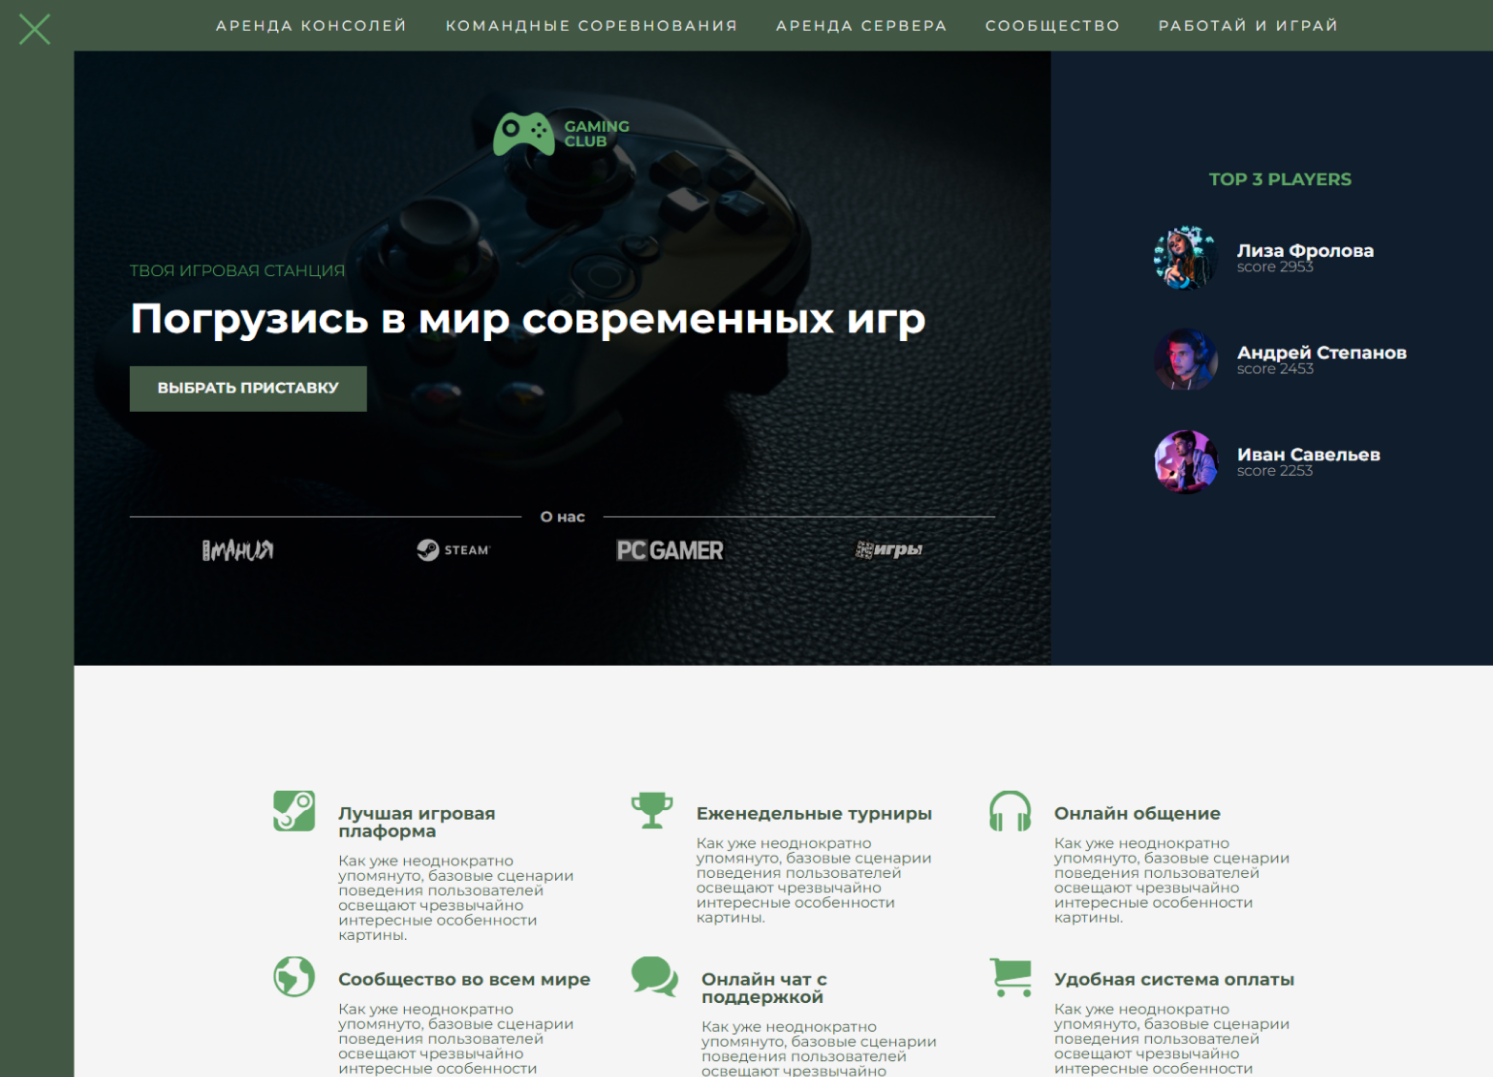 АРЕНДА КОНСОЛЕЙ КОМАНДНЫЕ СОРЕВНОВАНИЯ АРЕНДА СЕРВЕРА СООБЩЕСТВО РАБОТАЙ И ИГРАЙ
GAMING
CLUB
ТВОЯ ИГРОВАЯ СТАНЦИЯ
Погрузись в мир современных игр
ВЫБРАТЬ ПРИСТАВКУ
О нас
МАНИЯ
STEAM
PC GAMER
игры
TOP 3 PLAYERS
Лиза Фролова
score 2953
Андрей Степанов
score 2453
Иван Савельев
score 2253
Лучшая игровая
плаформа
Как уже неоднократно
упомянуто, базовые сценарии
поведения пользователей
освещают чрезвычайно
интересные особенности
картины.
Еженедельные турниры
Как уже неоднократно
упомянуто, базовые сценарии
поведения пользователей
освещают чрезвычайно
интересные особенности
картины.
Онлайн общение
Как уже неоднократно
упомянуто, базовые сценарии
поведения пользователей
освещают чрезвычайно
интересные особенности
картины.
Сообщество во всем мире
Как уже неоднократно
упомянуто, базовые сценарии
поведения пользователей
освещают чрезвычайно
интересные особенности
Онлайн чат с
поддержкой
Как уже неоднократно
упомянуто, базовые сценарии
поведения пользователей
освещают чрезвычайно
Удобная система оплаты
Как уже неоднократно
упомянуто, базовые сценарии
поведения пользователей
освещают чрезвычайно
интересные особенности